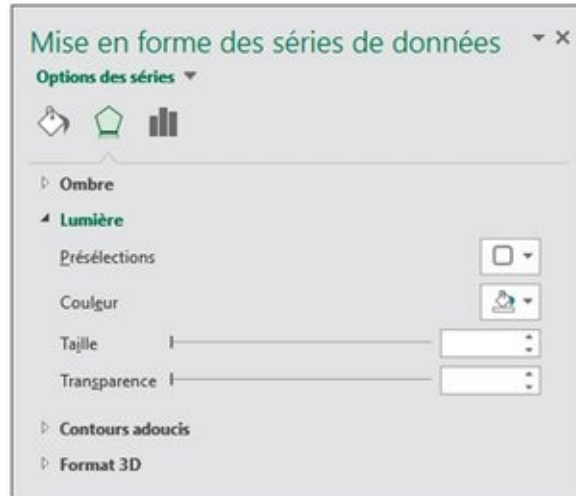 Mise en forme des séries de données
Options des séries
Ombre
Lumière
Présélections
Couleur
Taille
Transparence
Contours adoucis
Format 3D